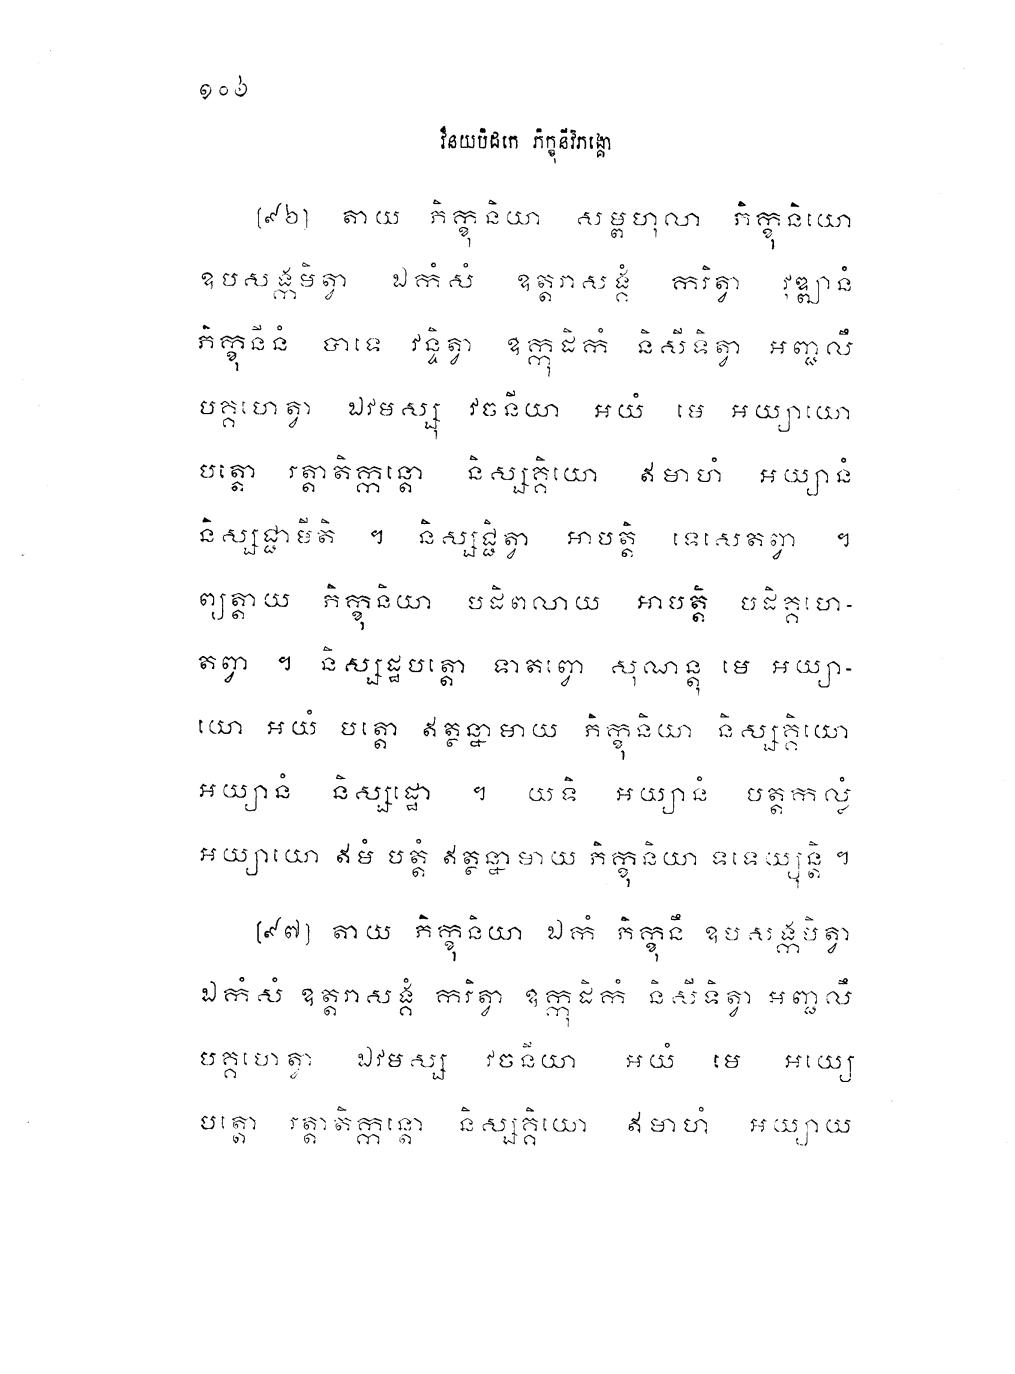 ១០៦
វិនយបិដកេ ភិក្ខុនីវិភង្គោ
[៩៦] តាយ ភិក្ខុនិយា សម្ពហុលា ភិក្ខុនិយោ
ឧបសង្កមិត្វា ឯកំសំ ឧត្តរាសង្គំ ករិត្វា វុឌ្ឍានំ
ភិក្ខុនីនំ បាទេ វន្ទិត្វា ឧក្កុដិកំ និសីទិត្វា អញ្ជលឹ
បគ្គហេត្វា ឯវមស្សុ វចនីយា អយំ មេ អយ្យាយោ
បត្តោ រត្តាតិក្កន្តោ និស្សគ្គិយោ ឥមាហំ អយ្យានំ
និស្សជ្ជាមីតិ ។ និស្សជ្ជិត្វា អាបត្តិ ទេសេតព្វា ។
ព្យត្តាយ ភិក្ខុនិយា បដិពលាយ អាបត្តិ បដិគ្គហេ-
តព្វា ។ និស្សដ្ឋបត្តោ ទាតព្វោ សុណន្តុ មេ អយ្យា-
យោ អយំ បត្តោ ឥត្ថន្នាមាយ ភិក្ខុនិយា និស្សគ្គិយោ
អយ្យានំ និស្សដ្ឋោ ។ យទិ អយ្យានំ បត្តកល្លំ
អយ្យាយោ ឥមំ បត្តំ ឥត្ថន្នាមាយ ភិក្ខុនិយា ទទេយ្យុន្តិ ។
[៩៧] តាយ ភិក្ខុនិយា ឯកំ ភិក្ខុនឹ ឧបសង្កមិត្វា
ឯកំសំ ឧត្តរាសង្គំ ករិត្វា ឧក្កុដិកំ និសីទិត្វា អញ្ជលឹ
បគ្គហេត្វា ឯវមស្ស វចនីយា អយំ មេ អយ្យេ
បត្តោ រត្តាតិក្កន្តោ និស្សគ្គិយោ ឥមាហំ អយ្យាយ